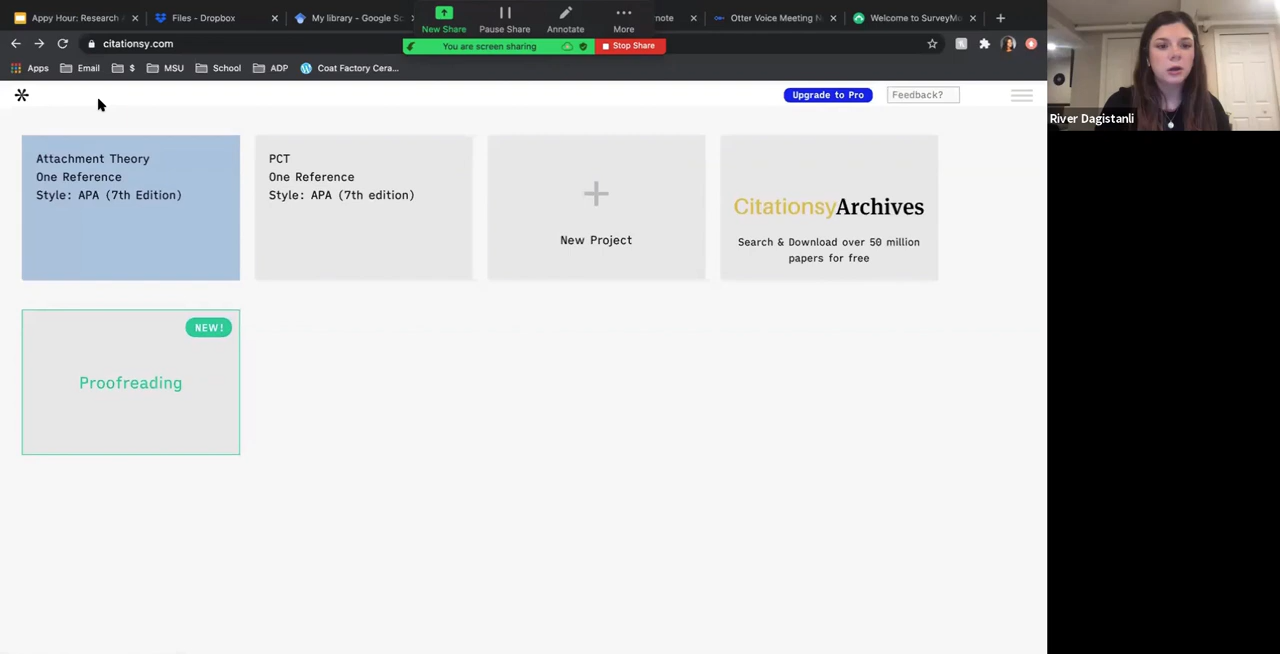 Appy Hour: Research
Files - Dropbox
My library - Google Sc
note
Otter Voice Meeting N
Welcome to SurveyM
New Share
Pause Share
Annotate
More
You are screen sharing
Stop Share
citationsy.com
Apps
Email
$
MSU
School
ADP
Coat Factory Cera...
Upgrade to Pro
Feedback?
River Dagistanli
Attachment Theory
One Reference
Style: APA (7th Edition)
PCT
One Reference
Style: APA (7th edition)
New Project
CitationsyArchives
Search & Download over 50 million
papers for free
NEW!
Proofreading